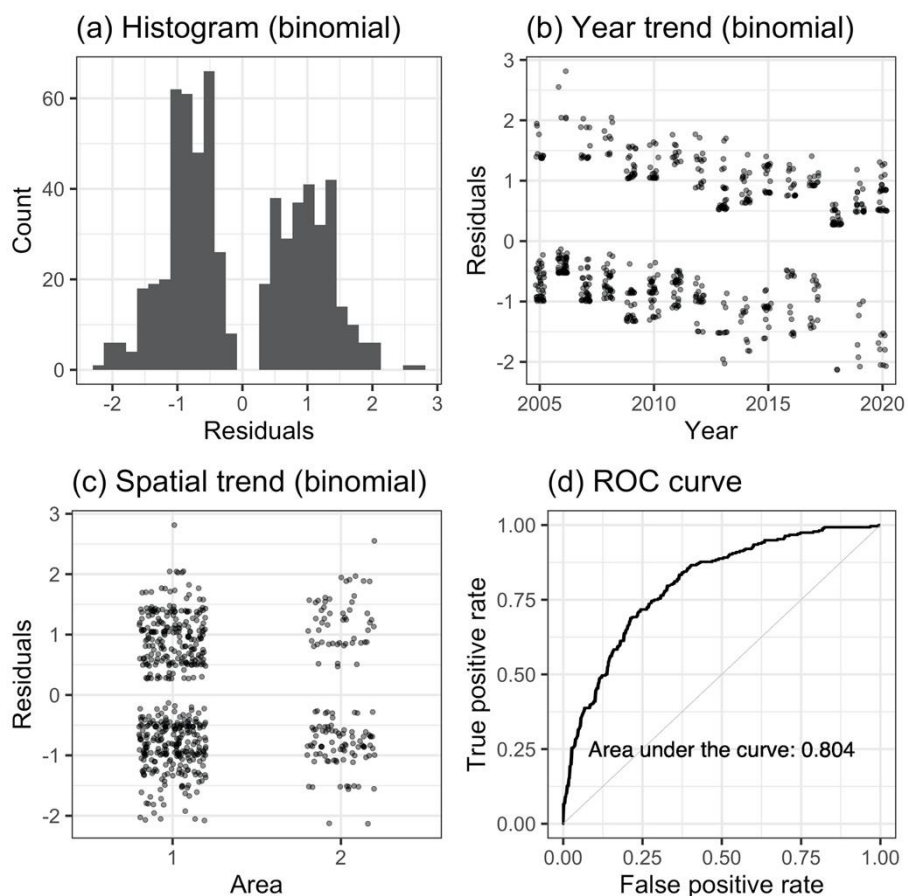 (a) Histogram (binomial)
Count
60
40
20
0
-2 -1 0 1 2 3
Residuals
(b) Year trend (binomial)
Residuals
3
2
1
0
-1
-2
2005 2010 2015 2020
Year
(c) Spatial trend (binomial)
Residuals
3
2
1
0
-1
-2
1 2
Area
(d) ROC curve
True positive rate
1.00
0.75
0.50
0.25
0.00
Area under the curve: 0.804
0.00 0.25 0.50 0.75 1.00
False positive rate